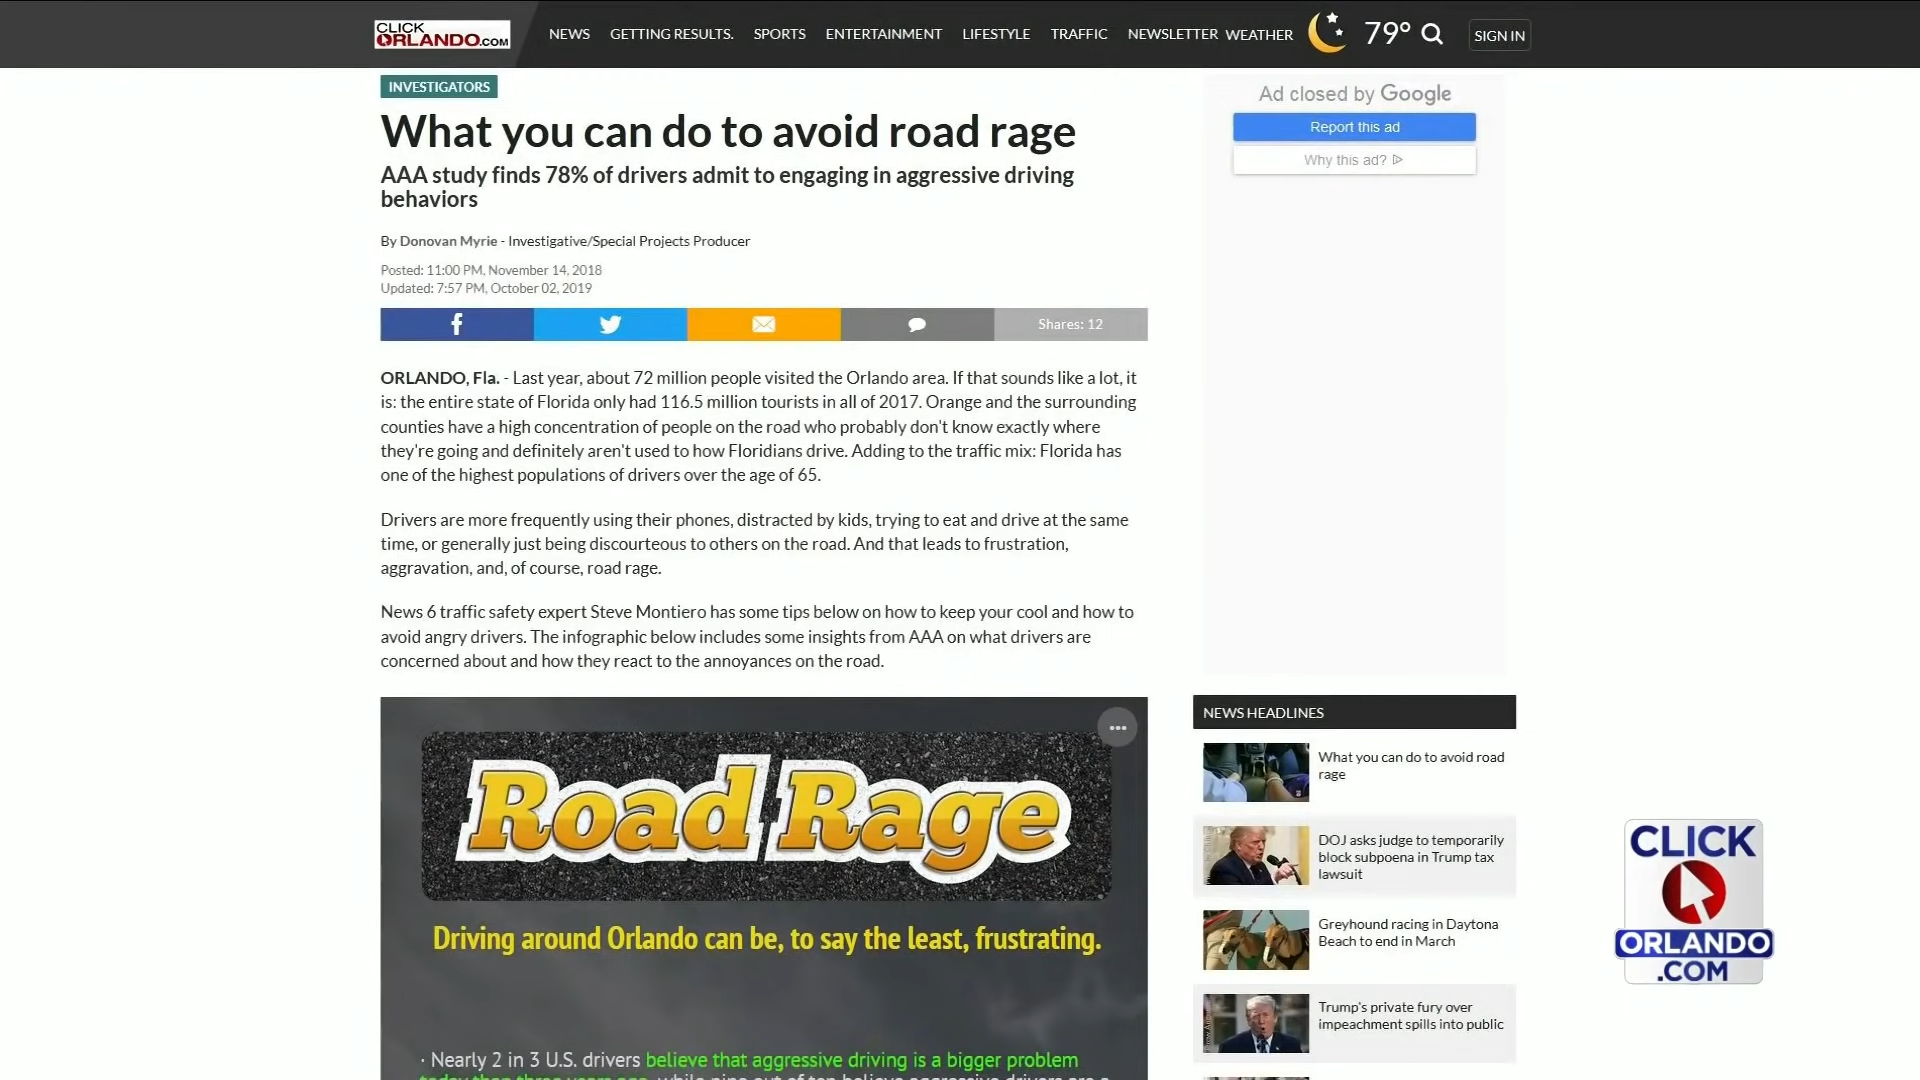 CLICK
ORLANDO.COM
NEWS GETTING RESULTS. SPORTS ENTERTAINMENT LIFESTYLE TRAFFIC NEWSLETTER WEATHER 79° SIGN IN
INVESTIGATORS
What you can do to avoid road rage
AAA study finds 78% of drivers admit to engaging in aggressive driving
behaviors
By Donovan Myrie - Investigative/Special Projects Producer
Posted: 11:00 PM, November 14, 2018
Updated: 7:57 PM, October 02, 2019
Shares: 12
ORLANDO, Fla. - Last year, about 72 million people visited the Orlando area. If that sounds like a lot, it
is: the entire state of Florida only had 116.5 million tourists in all of 2017. Orange and the surrounding
counties have a high concentration of people on the road who probably don't know exactly where
they're going and definitely aren't used to how Floridians drive. Adding to the traffic mix: Florida has
one of the highest populations of drivers over the age of 65.
Drivers are more frequently using their phones, distracted by kids, trying to eat and drive at the same
time, or generally just being discourteous to others on the road. And that leads to frustration,
aggravation, and, of course, road rage.
News 6 traffic safety expert Steve Montiero has some tips below on how to keep your cool and how to
avoid angry drivers. The infographic below includes some insights from AAA on what drivers are
concerned about and how they react to the annoyances on the road.
Road Rage
Driving around Orlando can be, to say the least, frustrating.
· Nearly 2 in 3 U.S. drivers believe that aggressive driving is a bigger problem
Ad closed by Google
Report this ad
Why this ad?
NEWS HEADLINES
What you can do to avoid road
rage
DOJ asks judge to temporarily
block subpoena in Trump tax
lawsuit
Greyhound racing in Daytona
Beach to end in March
Trump's private fury over
impeachment spills into public
CLICK
ORLANDO
.COM